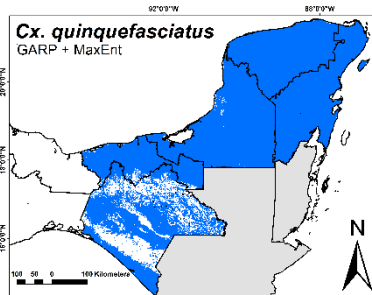 92°0'0"W 88°0'0"W
Cx. quinquefasciatus
GARP + MaxEnt
20°0'0"N
18°0'0"N
16°0'0"N
N
100 50 0 100 Kilometers